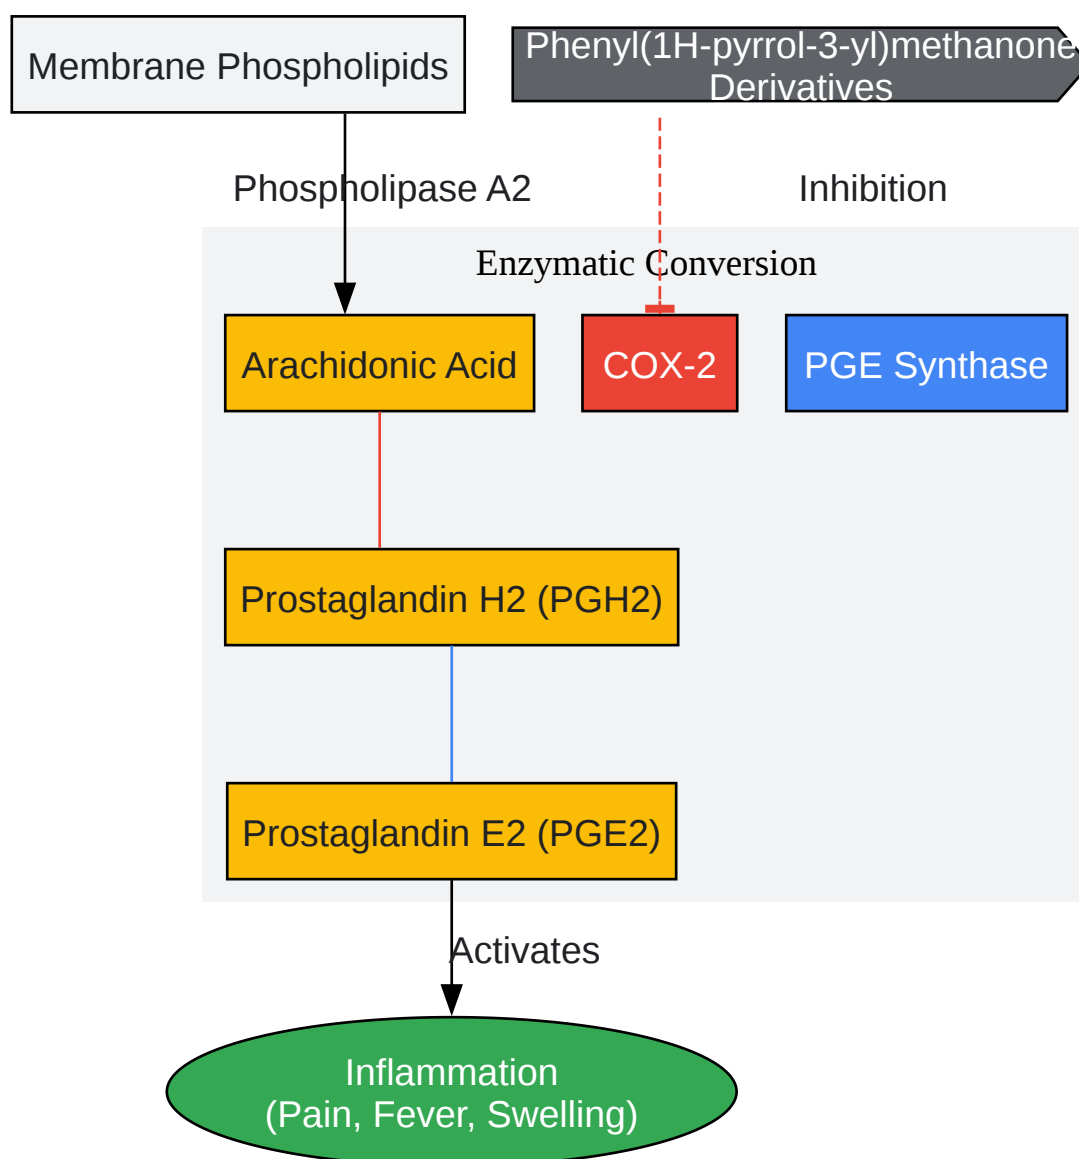 Membrane Phospholipids
Phenyl(1H-pyrrol-3-yl)methanone
Derivatives
Phospholipase A2
Inhibition
Enzymatic Conversion
Arachidonic Acid
COX-2
PGE Synthase
Prostaglandin H2 (PGH2)
Prostaglandin E2 (PGE2)
Activates
Inflammation
(Pain, Fever, Swelling)